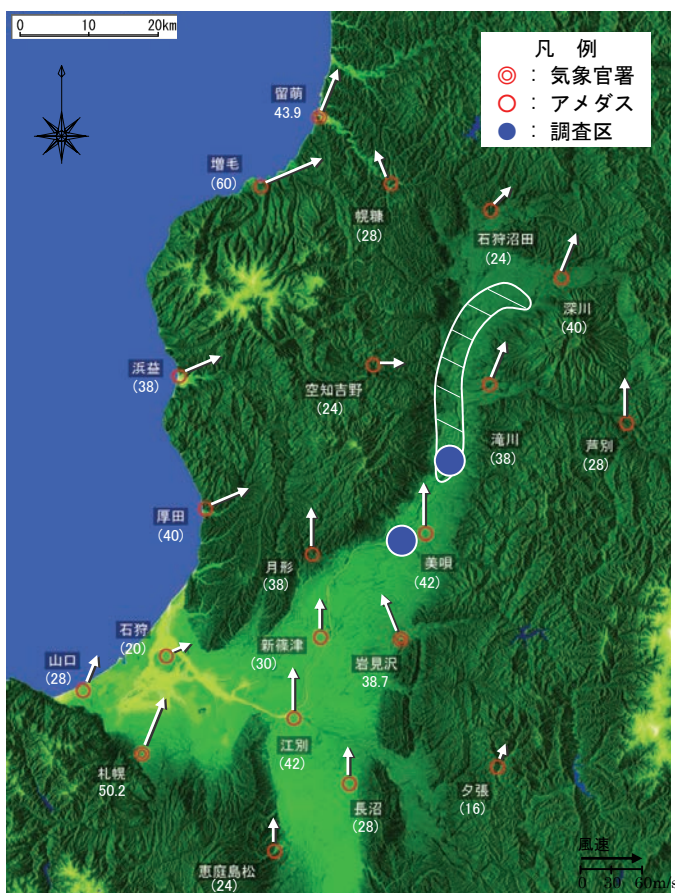 0 10 20km
凡 例
◎ : 気象官署
○ : アメダス
● : 調査区
留萌
43.9
増毛
(60)
幌糠
(28)
石狩沼田
(24)
深川
(40)
浜益
(38)
空知吉野
(24)
滝川
(38)
芦別
(28)
厚田
(40)
月形
(38)
美唄
(42)
石狩
(20)
新篠津
(30)
岩見沢
38.7
山口
(28)
江別
(42)
札幌
50.2
長沼
(28)
夕張
(16)
恵庭島松
(24)
風速
0 30 60m/s